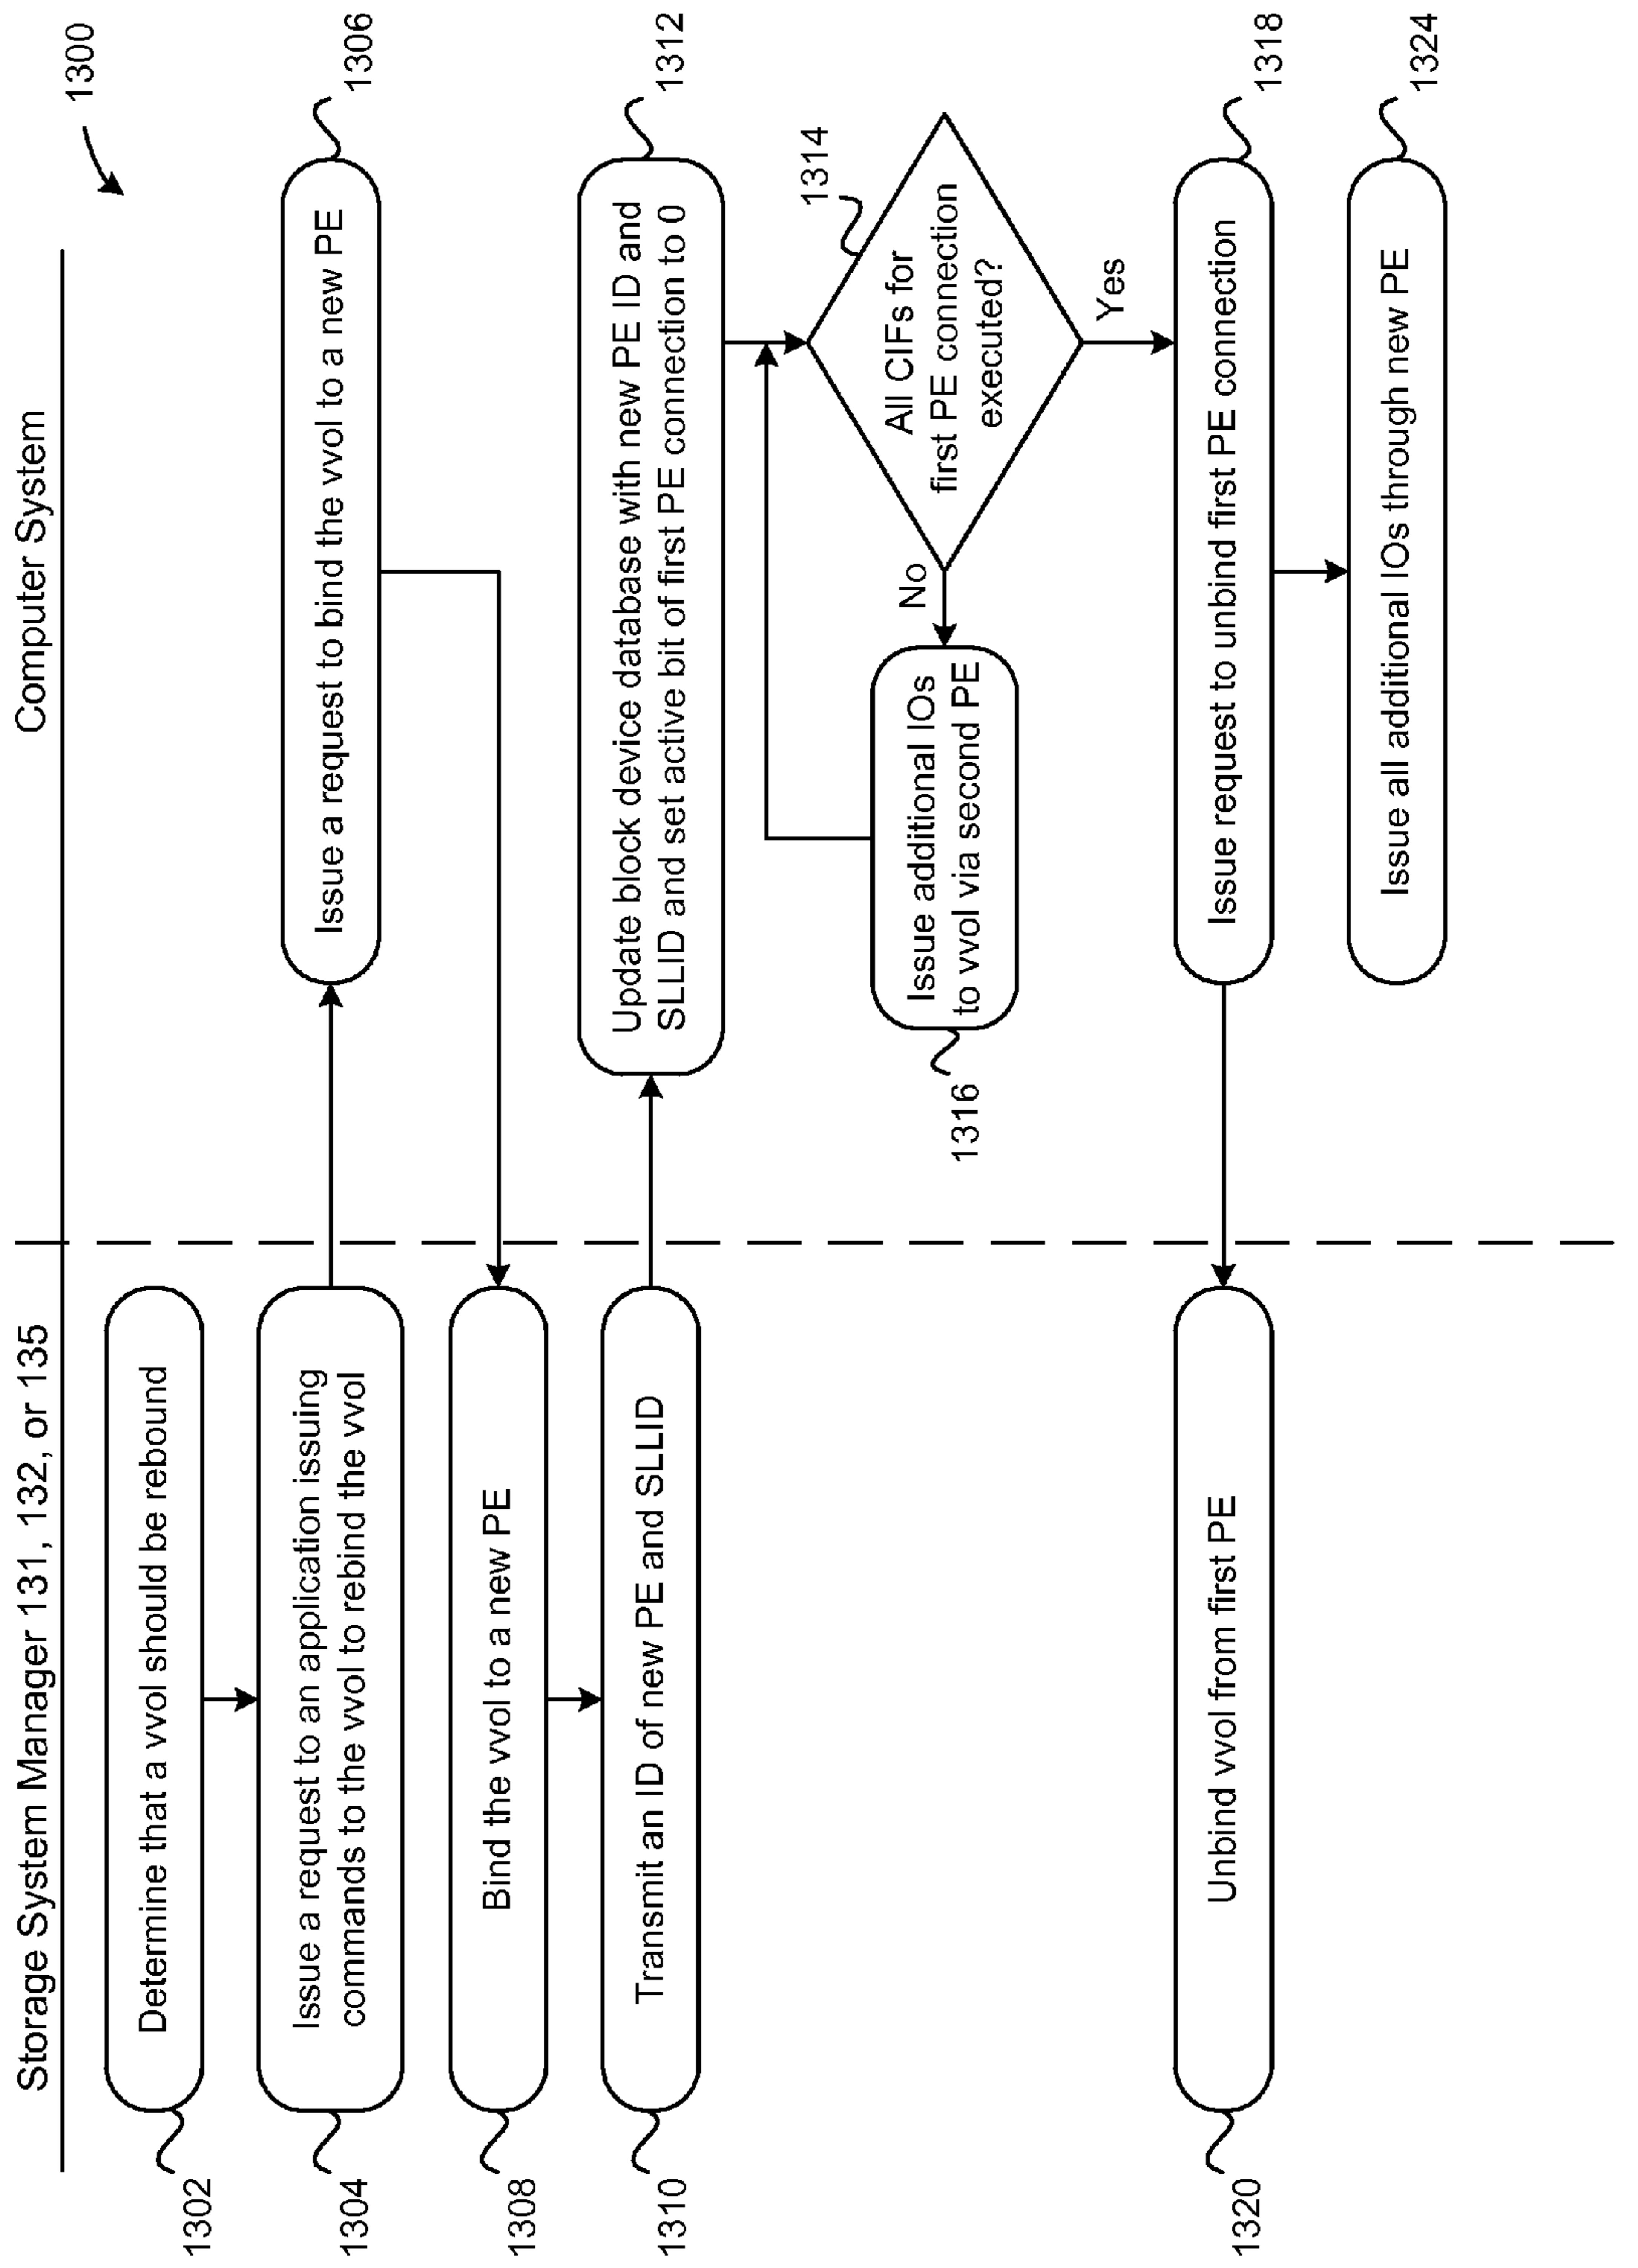 1300
Storage System Manager 131, 132, or 135
Computer System
1302
Determine that a vvol should be rebound
1304
Issue a request to an application issuing
commands to the vvol to rebind the vvol
Issue a request to bind the vvol to a new PE
1306
1308
Bind the vvol to a new PE
1310
Transmit an ID of new PE and SLLID
Update block device database with new PE ID and
SLLID and set active bit of first PE connection to 0
1312
1314
All CIFs for
first PE connection
executed?
No
Yes
1316
Issue additional IOs
to vvol via second PE
Issue request to unbind first PE connection
1318
1320
Unbind vvol from first PE
Issue all additional IOs through new PE
1324